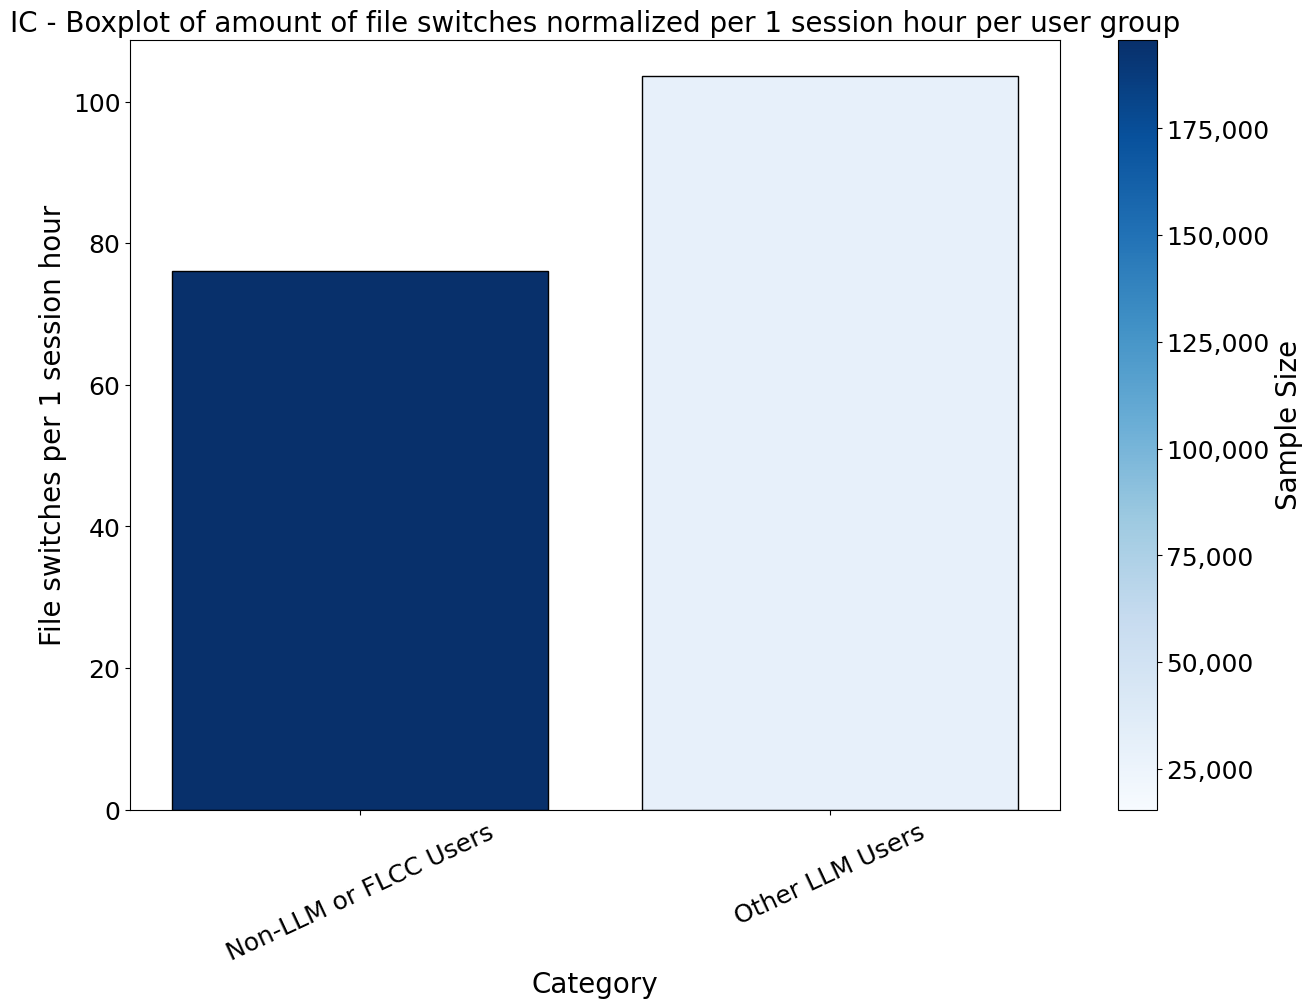 IC - Boxplot of amount of file switches normalized per 1 session hour per user group
File switches per 1 session hour
100
80
60
40
20
0
Non-LLM or FLCC Users
Other LLM Users
Category
175,000
150,000
125,000
100,000
75,000
50,000
25,000
Sample Size